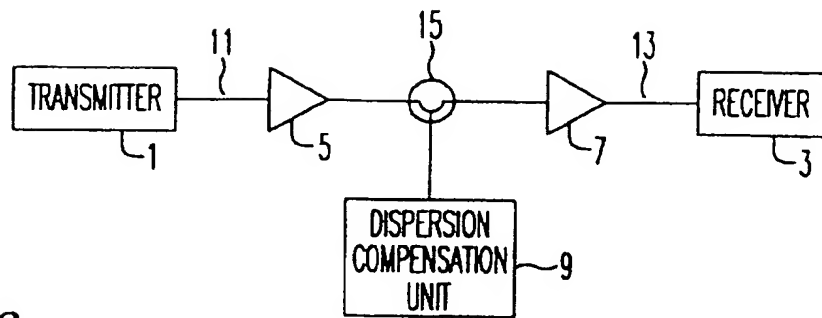 11
15
13
TRANSMITTER
RECEIVER
1
5
7
3
DISPERSION
COMPENSATION
UNIT
9